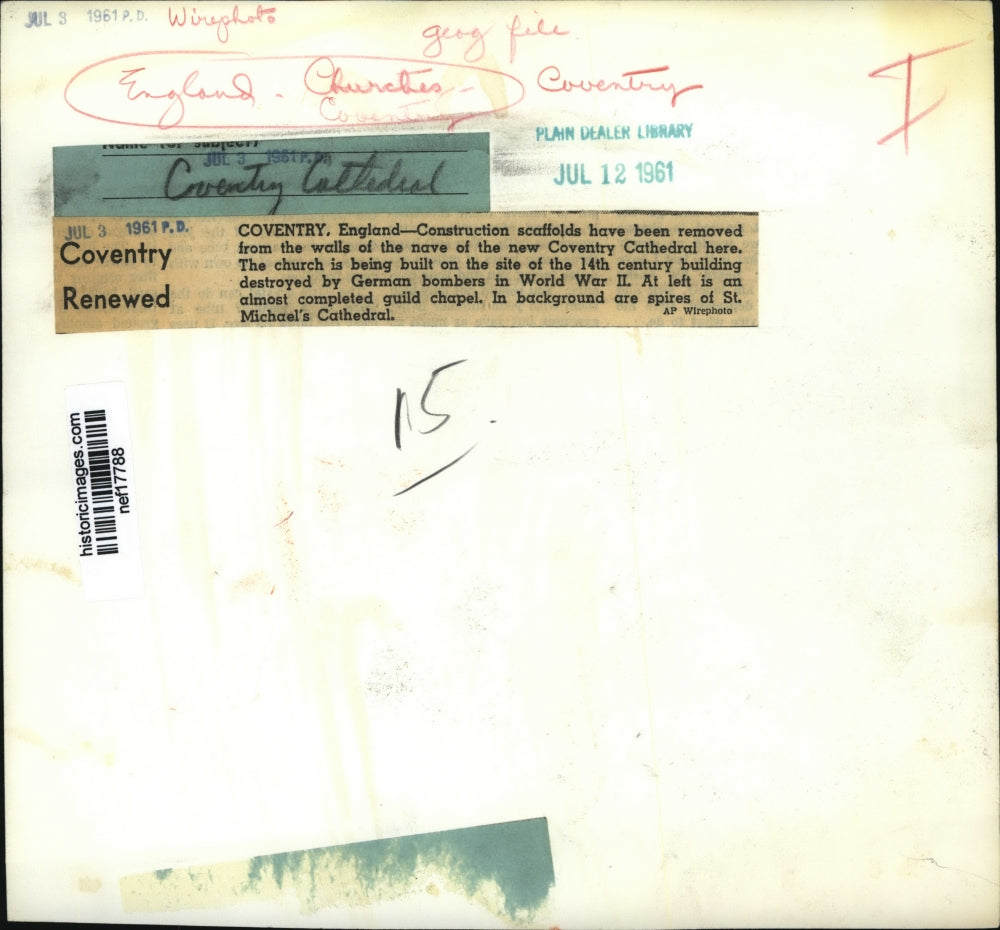 JUL 3 1961 P.D. Wirephoto
geog file
England - Churches - Coventry
Coventry
I
PLAIN DEALER LIBRARY
JUL 12 1961
Name (or subject)
JUL 3 1961 P.D.
Coventry Cathedral
JUL 3 1961 P.D.
Coventry
Renewed
COVENTRY, England—Construction scaffolds have been removed
from the walls of the nave of the new Coventry Cathedral here.
The church is being built on the site of the 14th century building
destroyed by German bombers in World War II. At left is an
almost completed guild chapel. In background are spires of St.
Michael's Cathedral.
AP Wirephoto
15
historicimages.com
nef17788